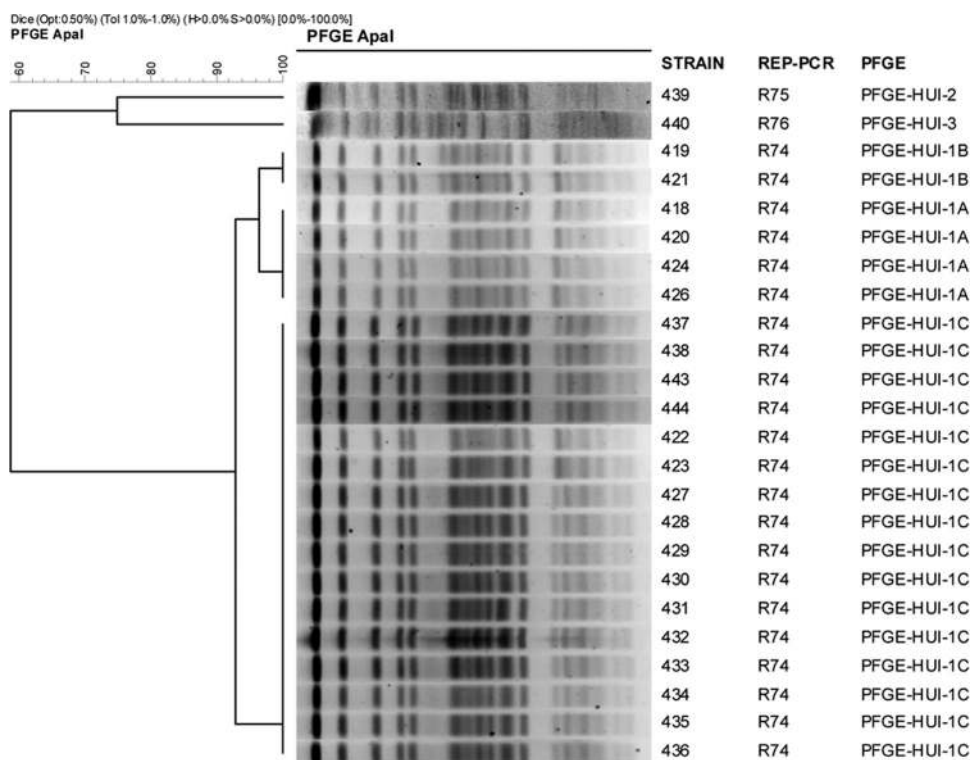 Dice (Opt:0.50%) (Tol 1.0%-1.0%) (H>0.0% S>0.0%) [0.0%-100.0%]
PFGE ApaI PFGE ApaI
60 70 80 90 100
STRAIN REP-PCR PFGE
439 R75 PFGE-HUI-2
440 R76 PFGE-HUI-3
419 R74 PFGE-HUI-1B
421 R74 PFGE-HUI-1B
418 R74 PFGE-HUI-1A
420 R74 PFGE-HUI-1A
424 R74 PFGE-HUI-1A
426 R74 PFGE-HUI-1A
437 R74 PFGE-HUI-1C
438 R74 PFGE-HUI-1C
443 R74 PFGE-HUI-1C
444 R74 PFGE-HUI-1C
422 R74 PFGE-HUI-1C
423 R74 PFGE-HUI-1C
427 R74 PFGE-HUI-1C
428 R74 PFGE-HUI-1C
429 R74 PFGE-HUI-1C
430 R74 PFGE-HUI-1C
431 R74 PFGE-HUI-1C
432 R74 PFGE-HUI-1C
433 R74 PFGE-HUI-1C
434 R74 PFGE-HUI-1C
435 R74 PFGE-HUI-1C
436 R74 PFGE-HUI-1C